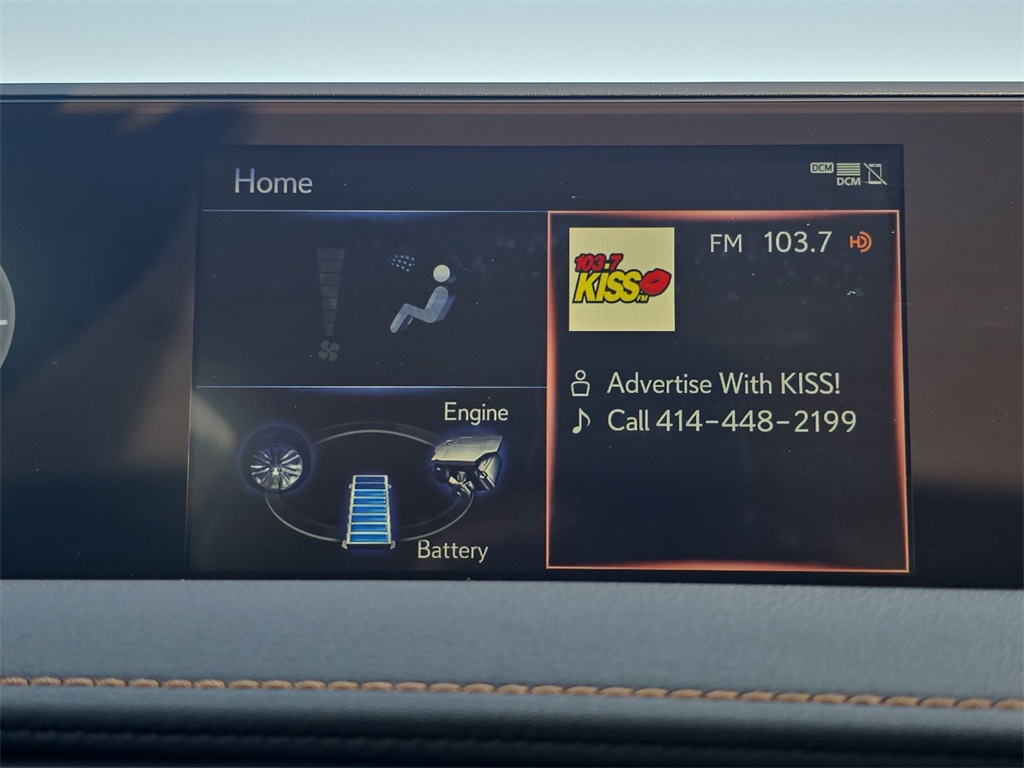 Home
DCM
DCM
FM 103.7 HD
103.7
KISS
FM
Advertise With KISS!
Call 414-448-2199
Engine
Battery